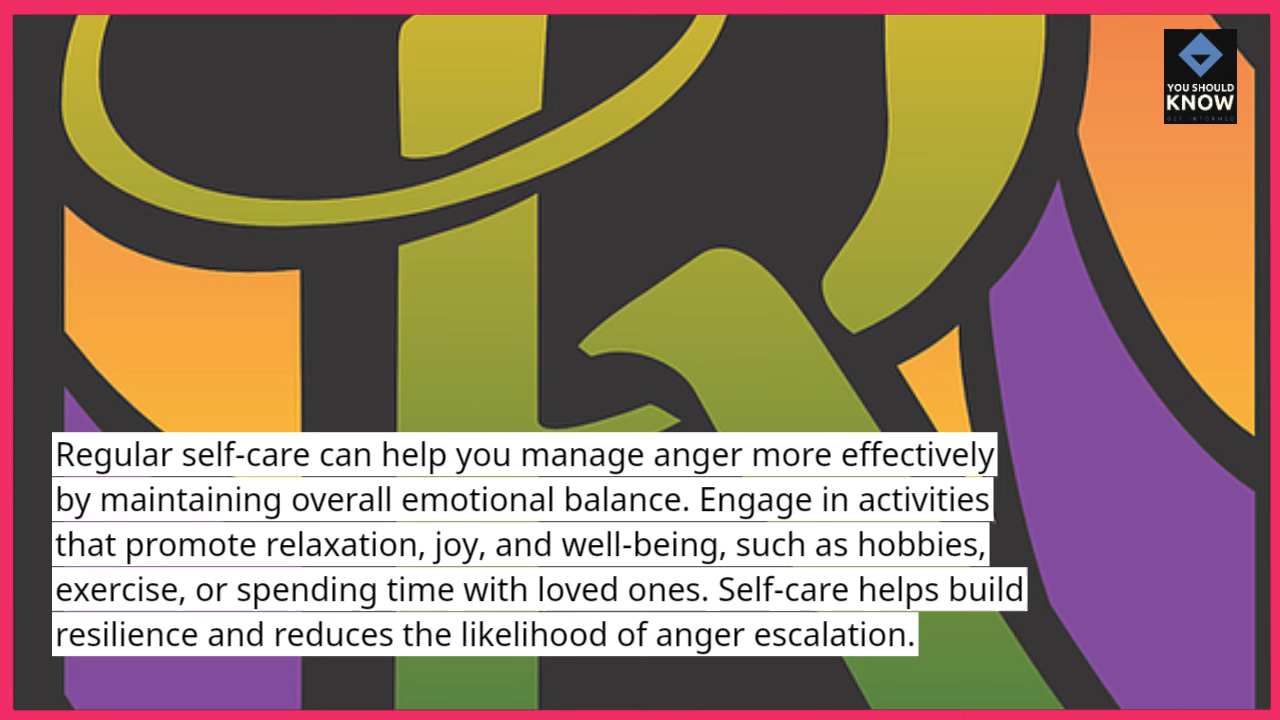 YOU SHOULD
KNOW
GET INFORMED
Regular self-care can help you manage anger more effectively
by maintaining overall emotional balance. Engage in activities
that promote relaxation, joy, and well-being, such as hobbies,
exercise, or spending time with loved ones. Self-care helps build
resilience and reduces the likelihood of anger escalation.